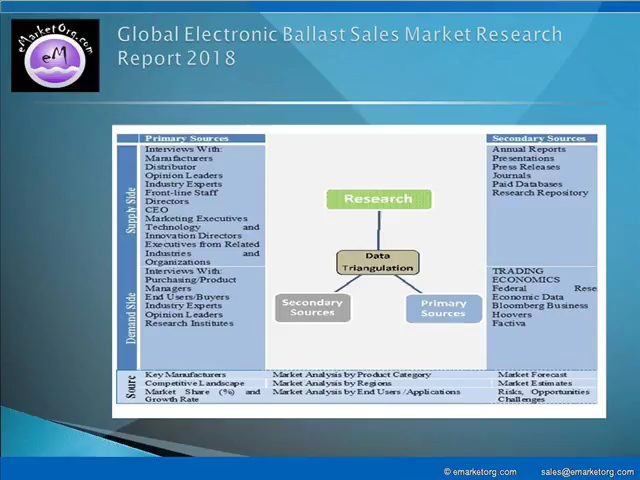 eMarketOrg.com
eM
Global Electronic Ballast Sales Market Research
Report 2018
Primary Sources
Secondary Sources
Supply Side
Interviews With:
Manufacturers
Distributor
Opinion Leaders
Industry Experts
Front-line Staff
Directors
CEO
Marketing Executives
Technology and
Innovation Directors
Executives from Related
Industries and
Organizations
Annual Reports
Presentations
Press Releases
Journals
Paid Databases
Research Repository
Research
Data
Triangulation
Secondary
Sources
Primary
Sources
Demand Side
Interviews With:
Purchasing/Product
Managers
End Users/Buyers
Industry Experts
Opinion Leaders
Research Institutes
TRADING
ECONOMICS
Federal Rese
Economic Data
Bloomberg Business
Hoovers
Factiva
Sourc
Key Manufacturers
Competitive Landscape
Market Share (%) and
Growth Rate
Market Analysis by Product Category
Market Analysis by Regions
Market Analysis by End Users /Applications
Market Forecast
Market Estimates
Risks, Opportunities
Challenges
© emarketorg.com
sales@emarketorg.com